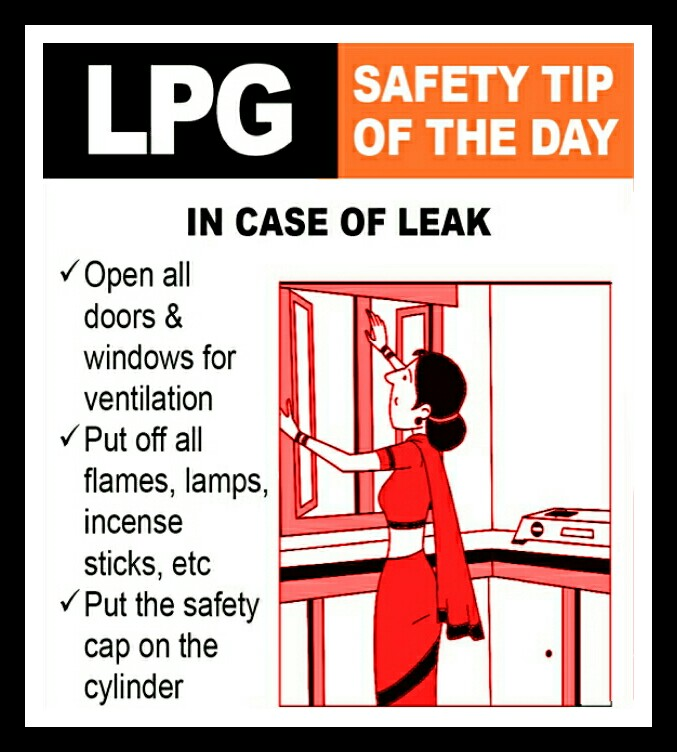 LPG
SAFETY TIP
OF THE DAY
IN CASE OF LEAK
✓Open all
doors &
windows for
ventilation
✓Put off all
flames, lamps,
incense
sticks, etc
✓Put the safety
cap on the
cylinder